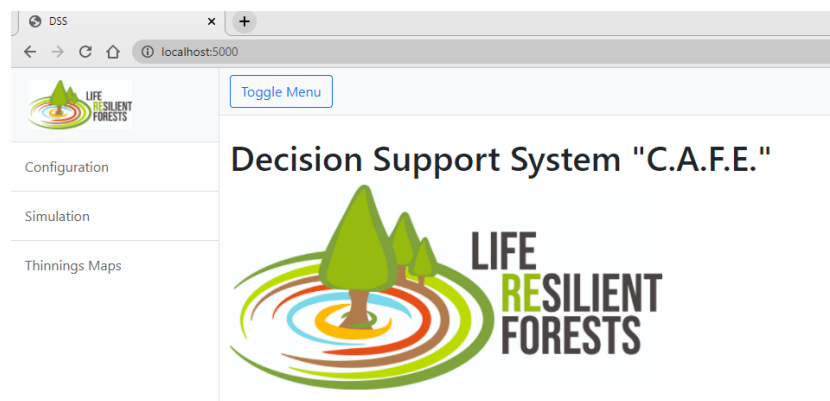 DSS
localhost:5000
LIFE
RESILIENT
FORESTS
Toggle Menu
Configuration
Simulation
Thinnings Maps
Decision Support System "C.A.F.E."
LIFE
RESILIENT
FORESTS